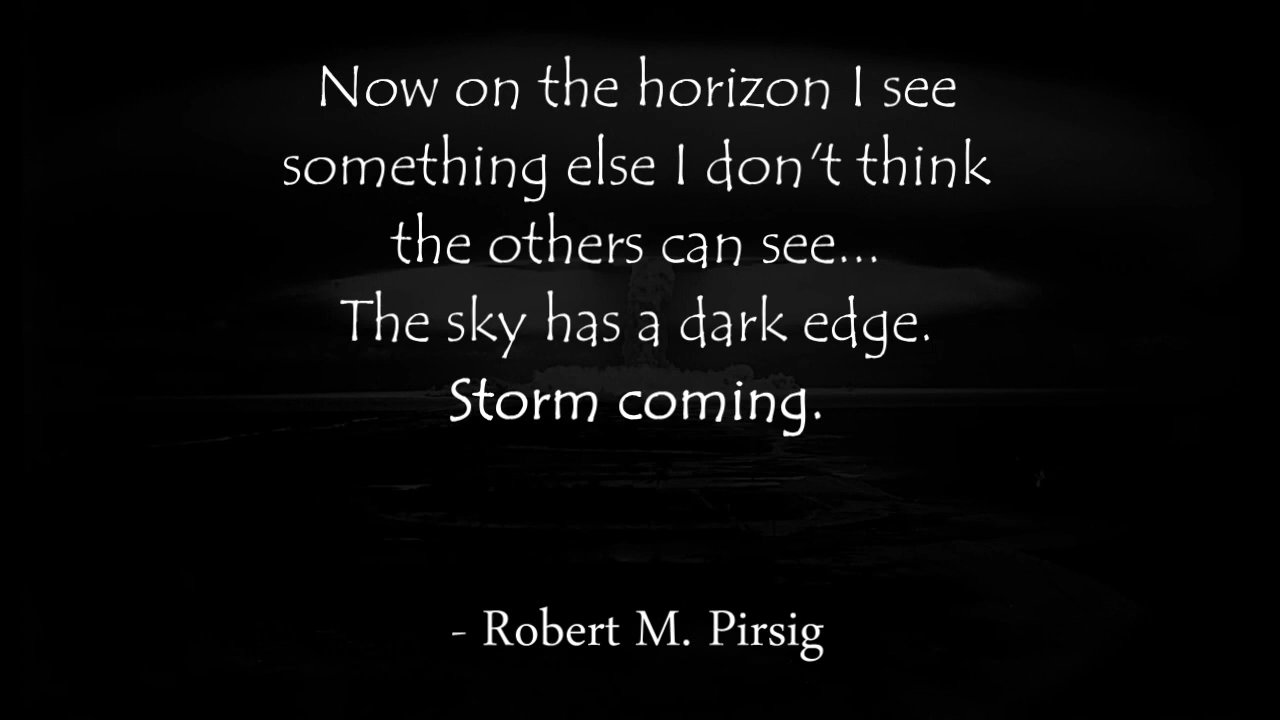 Now on the horizon I see
something else I don't think
the others can see...
The sky has a dark edge.
Storm coming.
- Robert M. Pirsig